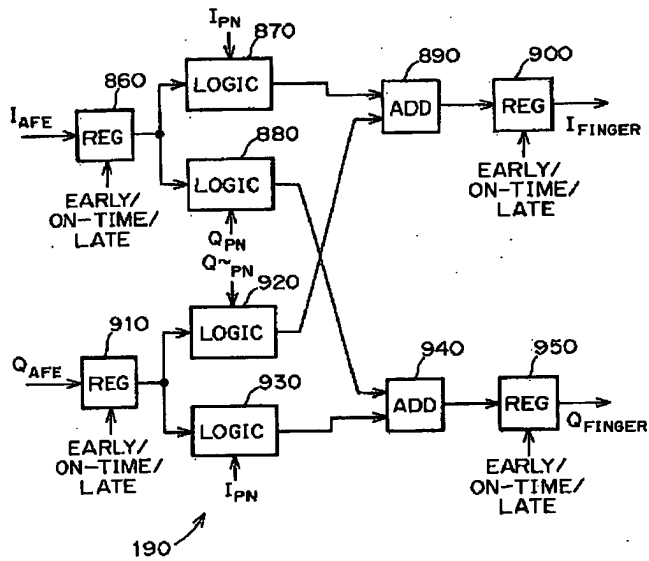 I_PN
870
860
LOGIC
890
900
I_AFE
REG
880
ADD
REG
I_FINGER
LOGIC
EARLY/
ON-TIME/
LATE
EARLY/
ON-TIME/
LATE
Q_PN
Q~_PN
920
910
LOGIC
940
950
Q_AFE
REG
930
ADD
REG
LOGIC
Q_FINGER
EARLY/
ON-TIME/
LATE
EARLY/
ON-TIME/
LATE
I_PN
190